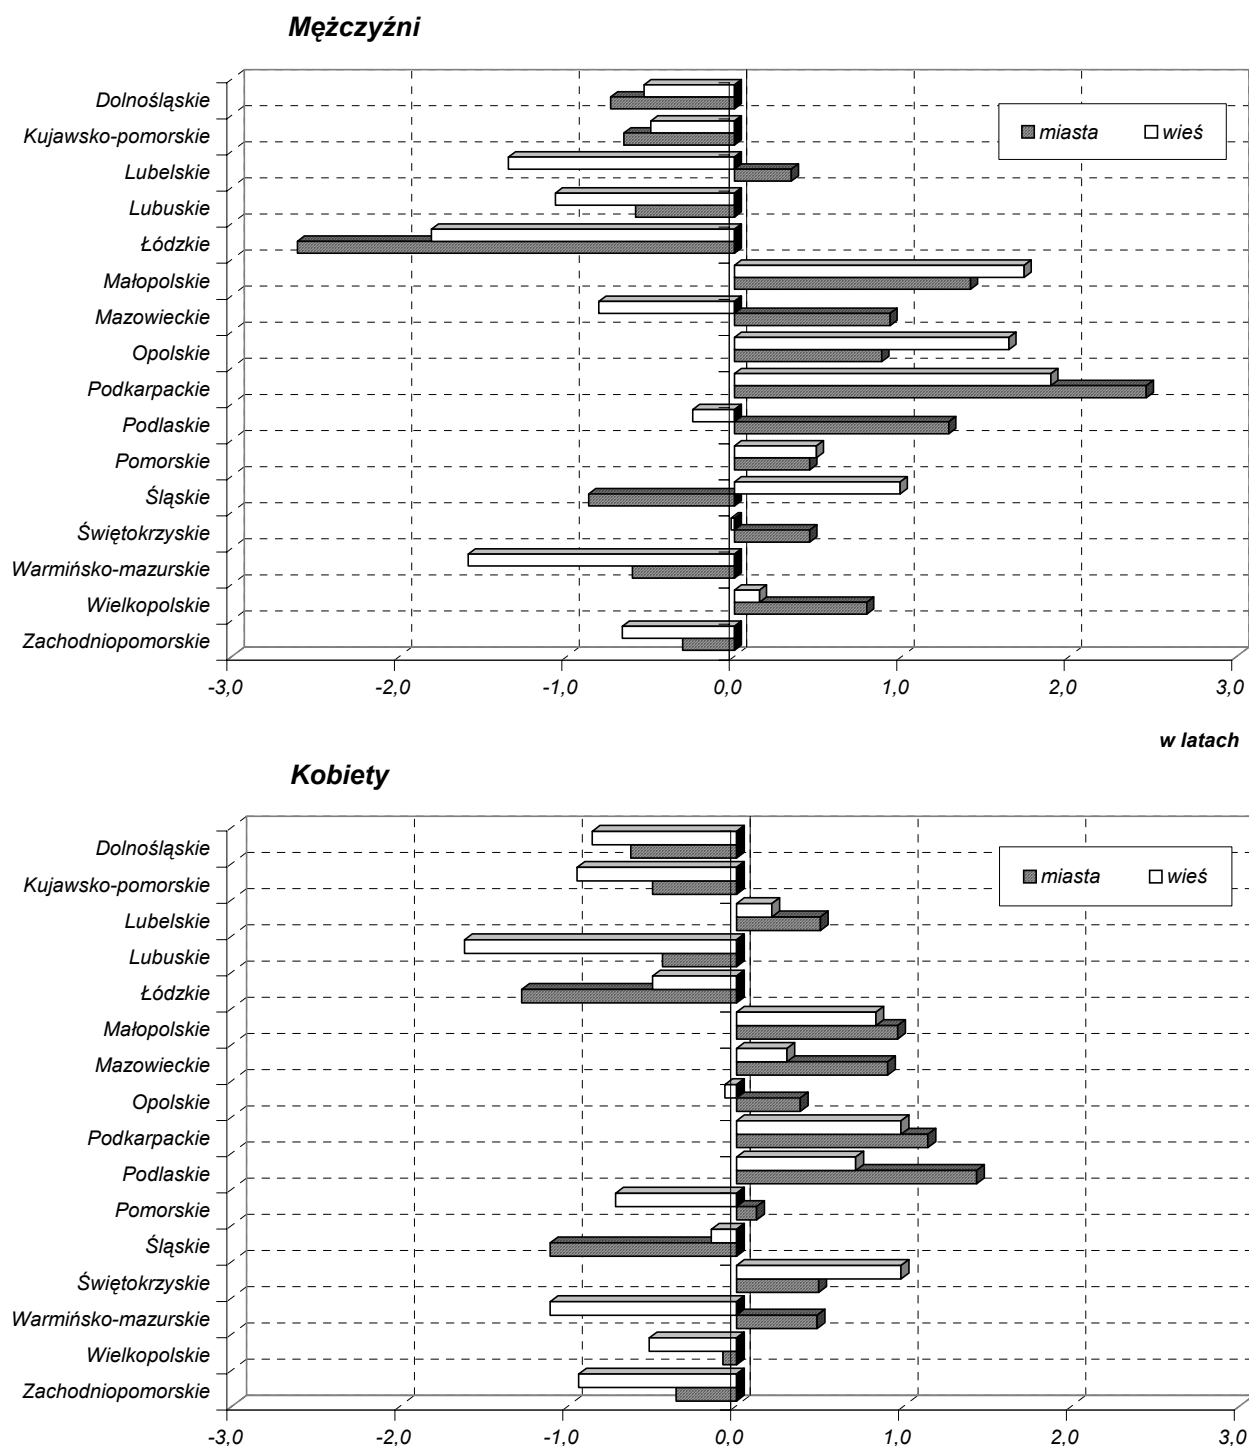 Mężczyźni
Dolnośląskie
Kujawsko-pomorskie
Lubelskie
Lubuskie
Łódzkie
Małopolskie
Mazowieckie
Opolskie
Podkarpackie
Podlaskie
Pomorskie
Śląskie
Świętokrzyskie
Warmińsko-mazurskie
Wielkopolskie
Zachodniopomorskie
miasta wieś
-3,0 -2,0 -1,0 0,0 1,0 2,0 3,0
w latach
Kobiety
Dolnośląskie
Kujawsko-pomorskie
Lubelskie
Lubuskie
Łódzkie
Małopolskie
Mazowieckie
Opolskie
Podkarpackie
Podlaskie
Pomorskie
Śląskie
Świętokrzyskie
Warmińsko-mazurskie
Wielkopolskie
Zachodniopomorskie
miasta wieś
-3,0 -2,0 -1,0 0,0 1,0 2,0 3,0